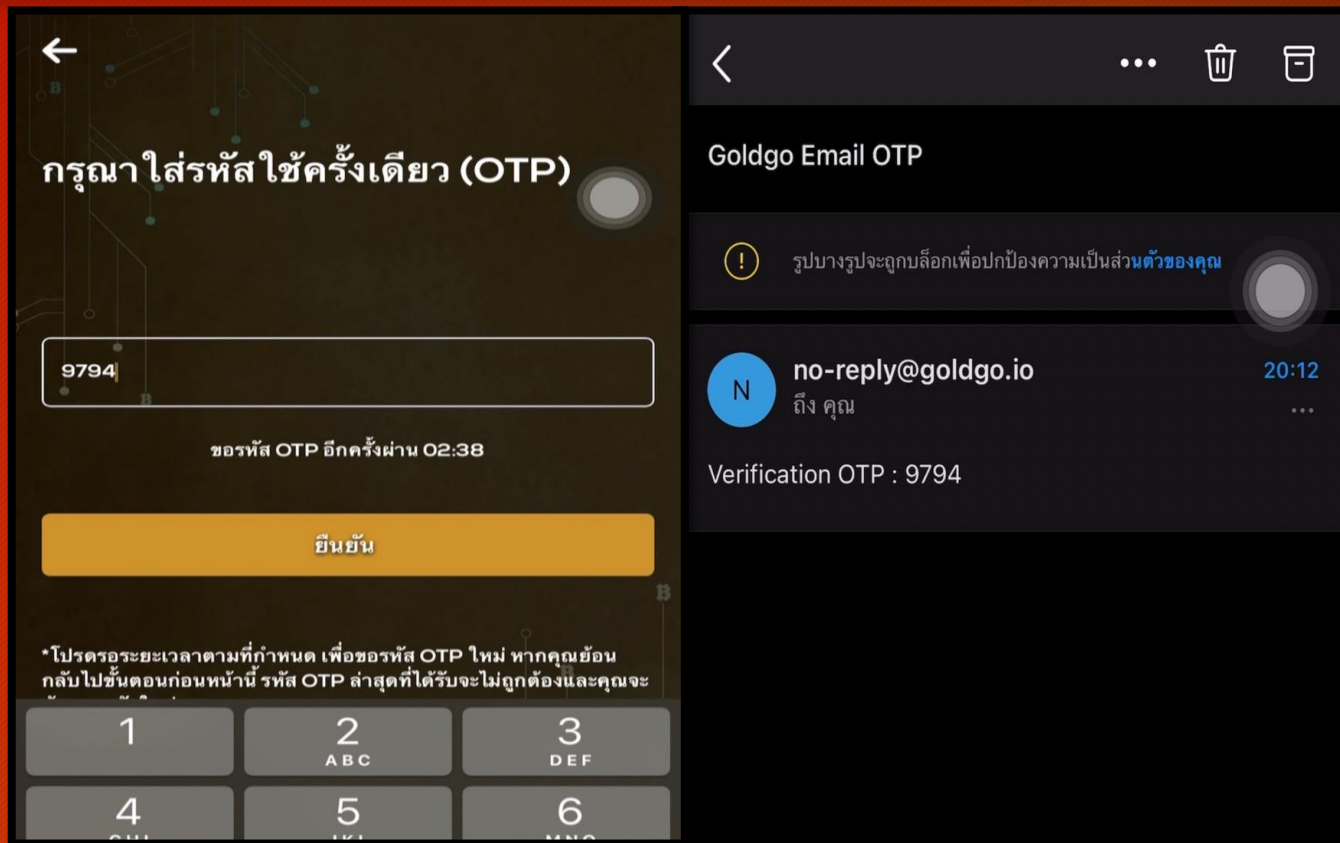 กรุณาใส่รหัสใช้ครั้งเดียว (OTP)
9794
ขอรหัส OTP อีกครั้งผ่าน 02:38
ยืนยัน
*โปรดรอระยะเวลาตามที่กำหนด เพื่อขอรหัส OTP ใหม่ หากคุณย้อน
กลับไปขั้นตอนก่อนหน้านี้ รหัส OTP ล่าสุดที่ได้รับจะไม่ถูกต้องและคุณจะ
1 2 3
ABC DEF
4 5 6
Goldgo Email OTP
รูปบางรูปจะถูกบล็อกเพื่อปกป้องความเป็นส่วนตัวของคุณ
N
no-reply@goldgo.io 20:12
ถึง คุณ
Verification OTP : 9794